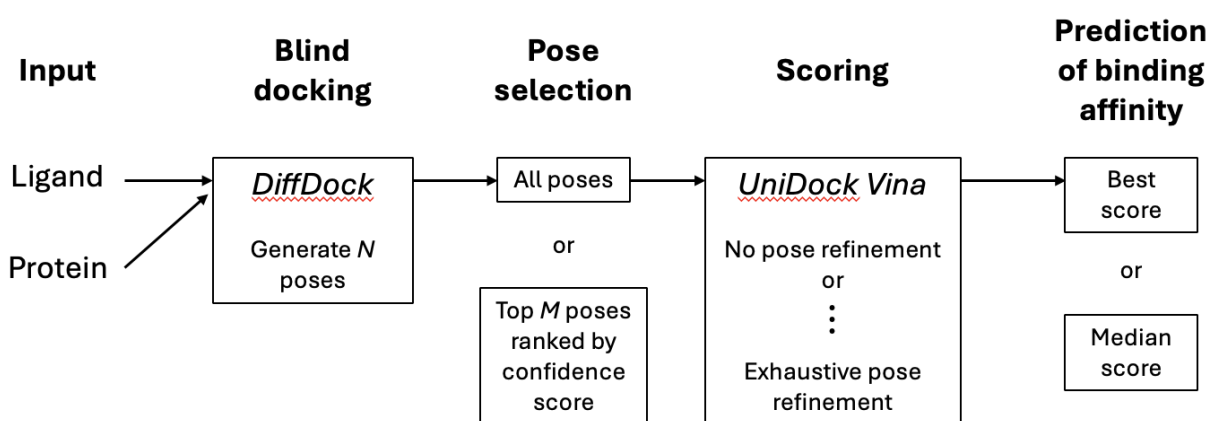 Input
Blind
docking
Pose
selection
Scoring
Prediction
of binding
affinity
Ligand
Protein
DiffDock
Generate N
poses
All poses
or
Top M poses
ranked by
confidence
score
UniDock Vina
No pose refinement
or
⋮
Exhaustive pose
refinement
Best
score
or
Median
score